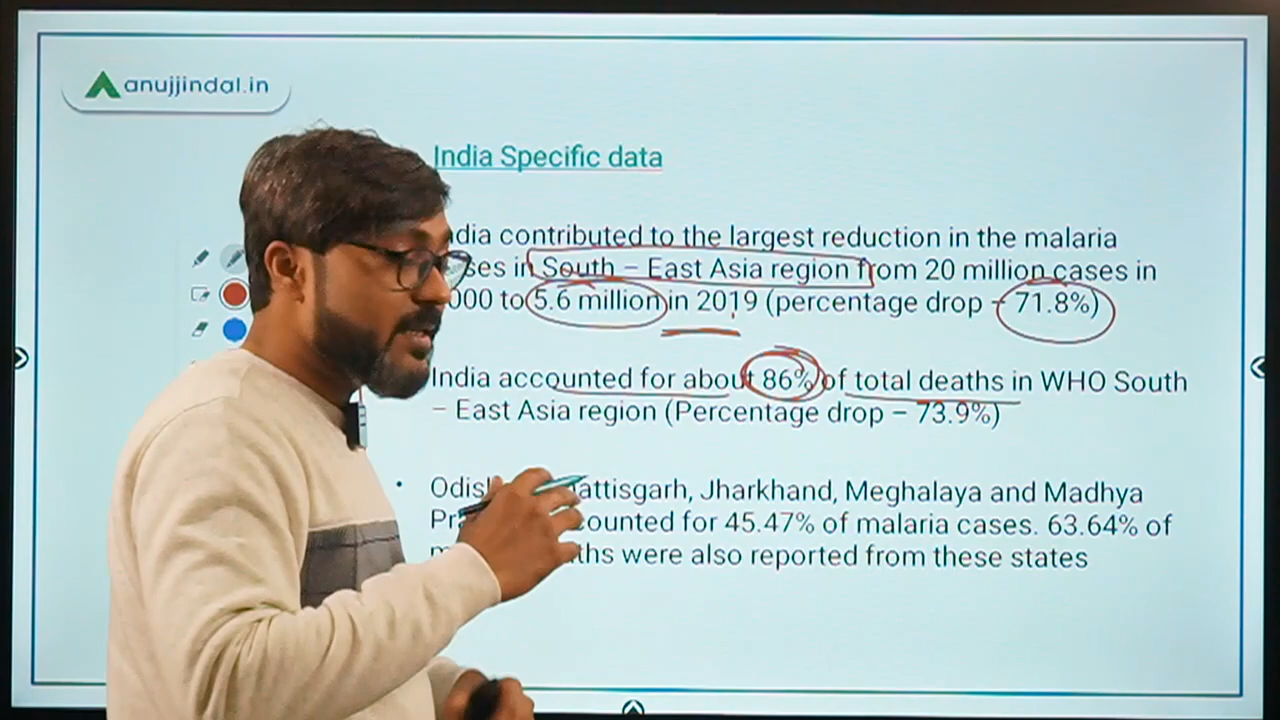 anujjindal.in
India Specific data
dia contributed to the largest reduction in the malaria
ses in South – East Asia region from 20 million cases in
000 to 5.6 million in 2019 (percentage drop – 71.8%)
India accounted for about 86% of total deaths in WHO South
– East Asia region (Percentage drop – 73.9%)
• Odis attisgarh, Jharkhand, Meghalaya and Madhya
Pr counted for 45.47% of malaria cases. 63.64% of
m ths were also reported from these states